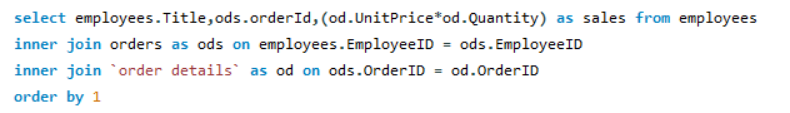 select employees.Title,ods.orderId,(od.UnitPrice*od.Quantity) as sales from employees
inner join orders as ods on employees.EmployeeID = ods.EmployeeID
inner join `order details` as od on ods.OrderID = od.OrderID
order by 1